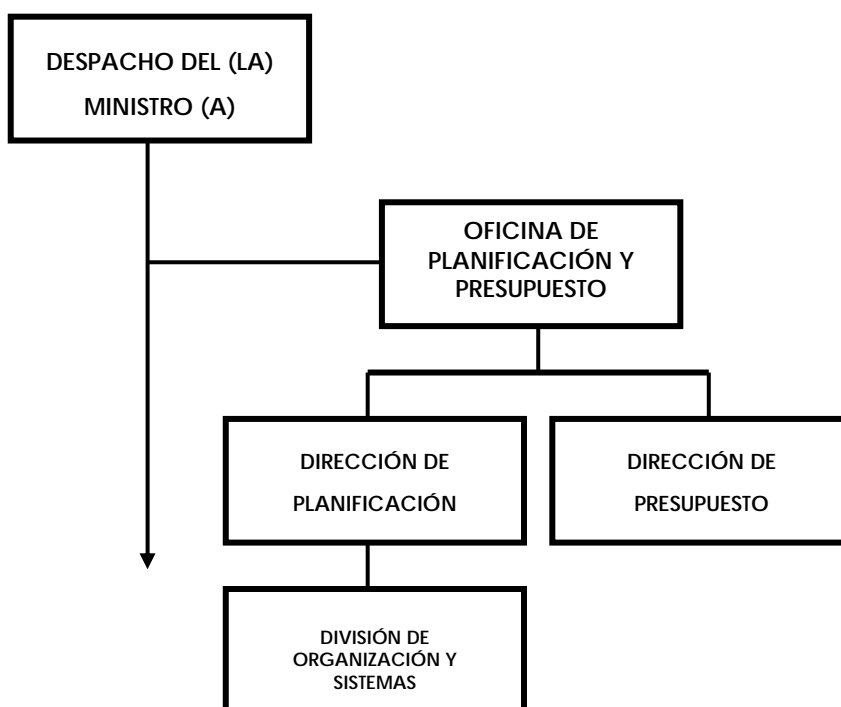 DESPACHO DEL (LA)
MINISTRO (A)
OFICINA DE
PLANIFICACIÓN Y
PRESUPUESTO
DIRECCIÓN DE
PLANIFICACIÓN
DIRECCIÓN DE
PRESUPUESTO
DIVISIÓN DE
ORGANIZACIÓN Y
SISTEMAS